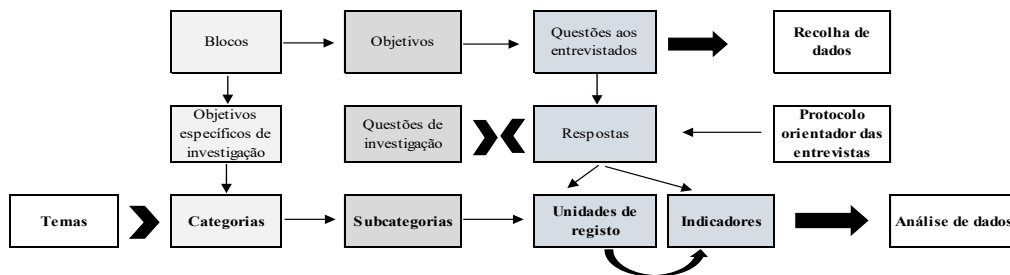 Blocos
Objetivos
Questões aos
entrevistados
Recolha de
dados
Objetivos
específicos de
investigação
Questões de
investigação
Respostas
Protocolo
orientador das
entrevistas
Temas
Categorias
Subcategorias
Unidades de
registo
Indicadores
Análise de dados